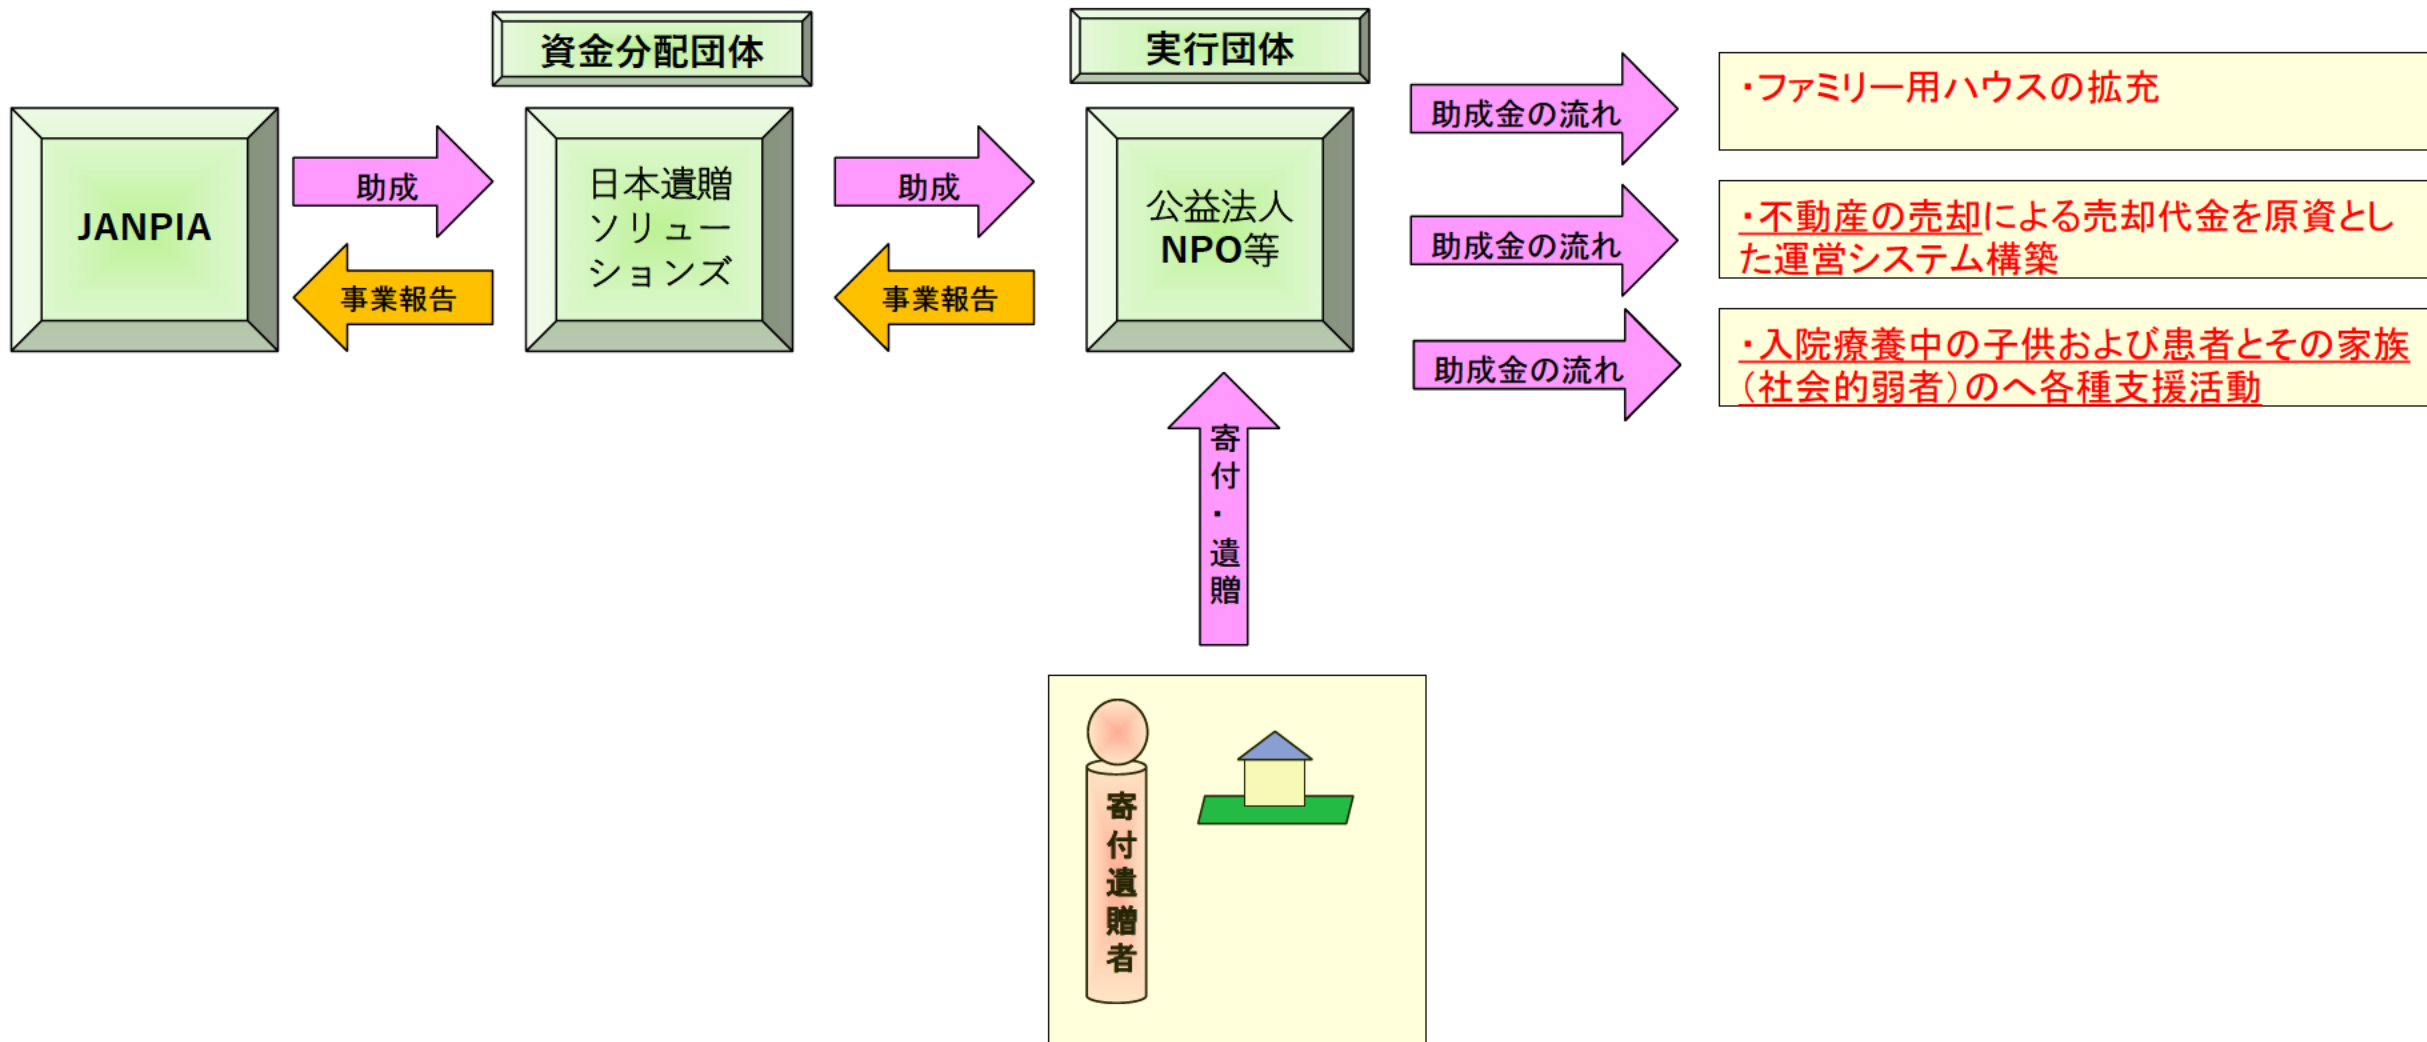 資金分配団体
実行団体
JANPIA
助成
事業報告
日本遺贈
ソリュー
ションズ
助成
事業報告
公益法人
NPO等
助成金の流れ
・ファミリー用ハウスの拡充
助成金の流れ
・不動産の売却による売却代金を原資とし
た運営システム構築
助成金の流れ
・入院療養中の子供および患者とその家族
（社会的弱者）のへ各種支援活動
寄付・遺贈
寄付遺贈者